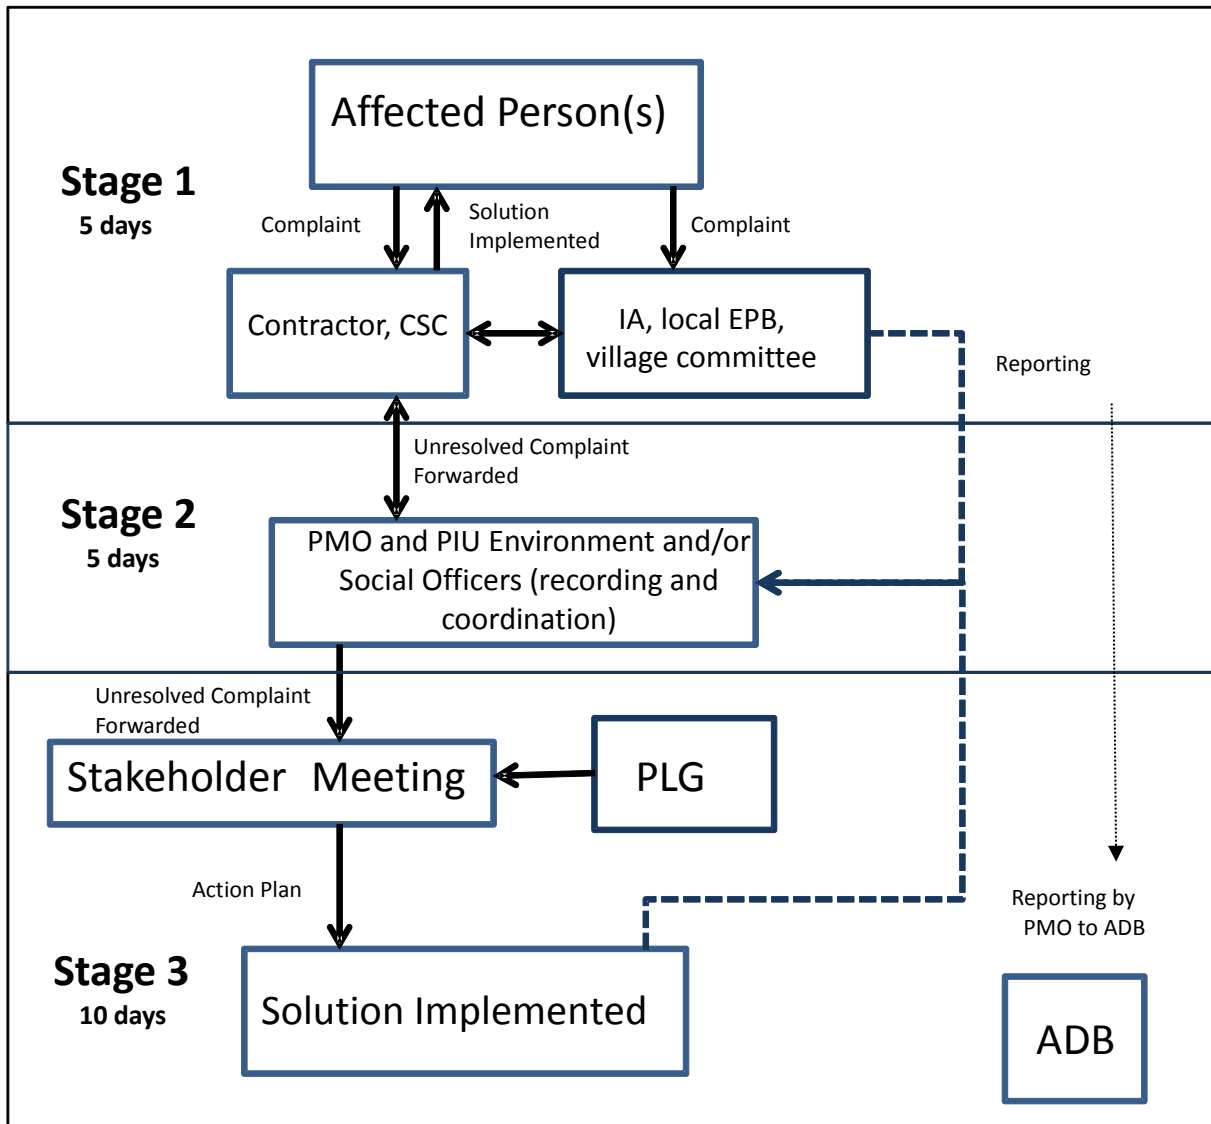 Affected Person(s)
Stage 1
5 days
Complaint
Solution
Implemented
Complaint
Contractor, CSC
IA, local EPB,
village committee
Reporting
Unresolved Complaint
Forwarded
Stage 2
5 days
PMO and PIU Environment and/or
Social Officers (recording and
coordination)
Unresolved Complaint
Forwarded
Stakeholder Meeting
PLG
Action Plan
Reporting by
PMO to ADB
Stage 3
10 days
Solution Implemented
ADB